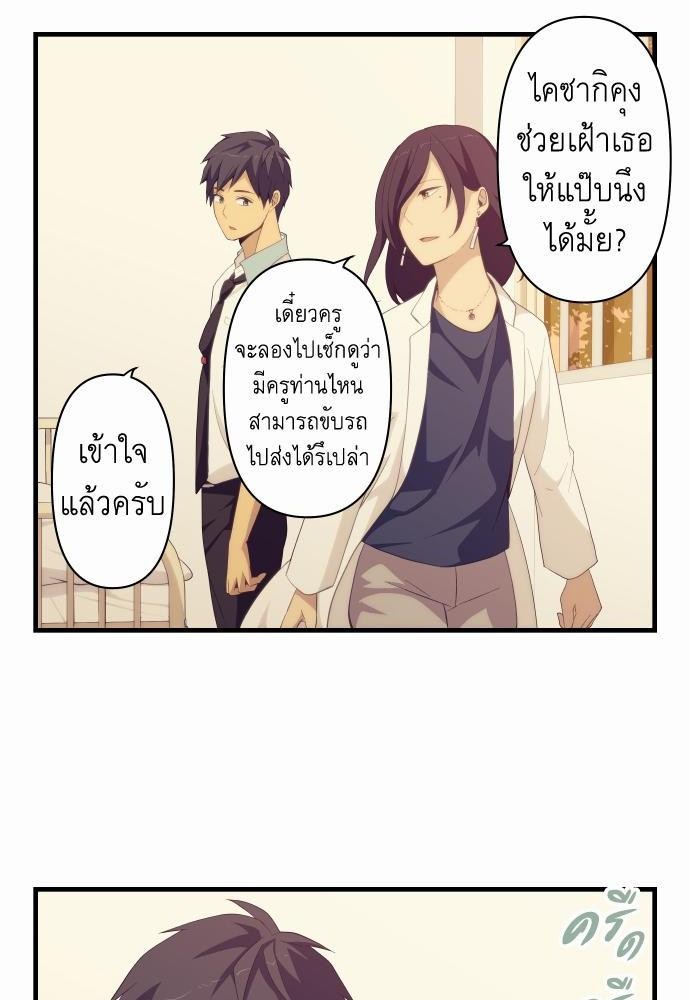 ไคซากิคุง
ช่วยเฝ้าเธอ
ให้แป๊บนึง
ได้มั้ย?
เดี๋ยวครู
จะลองไปเช็กดูว่า
มีครูท่านไหน
สามารถขับรถ
ไปส่งได้รึเปล่า
เข้าใจ
แล้วครับ
ครืด